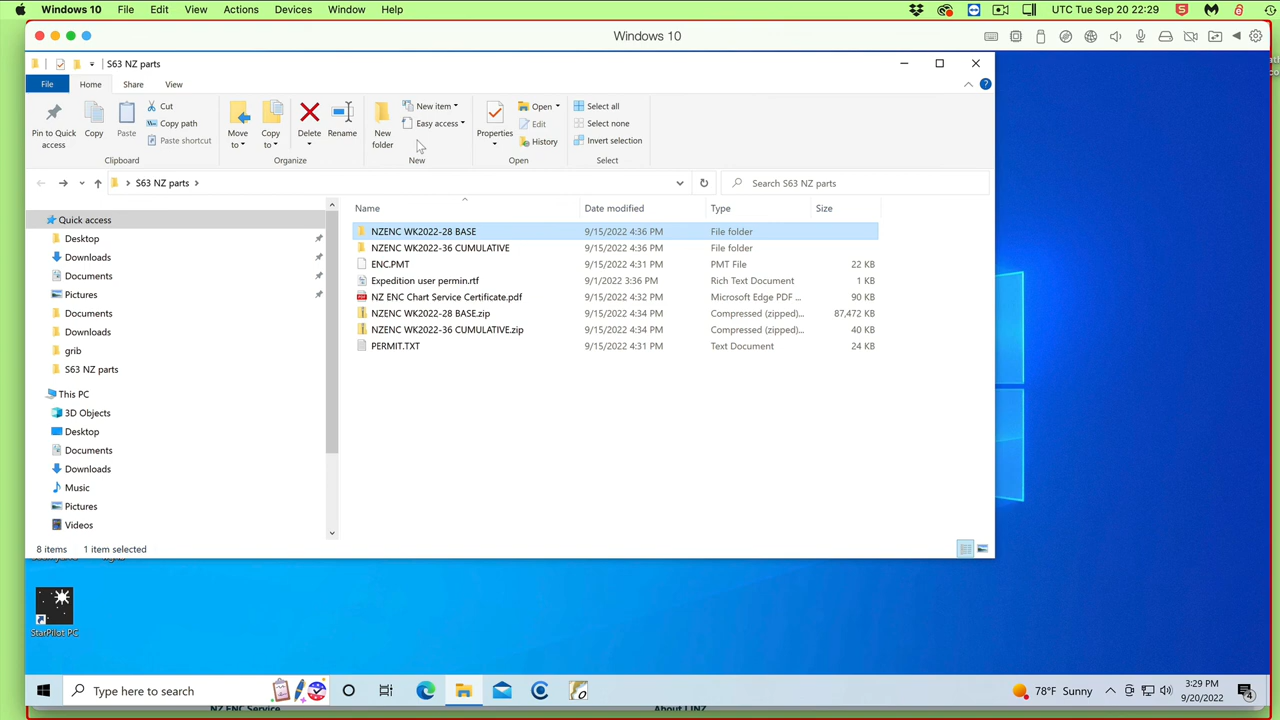 Windows 10 File Edit View Actions Devices Window Help UTC Tue Sep 20 22:29
Windows 10
S63 NZ parts
File Home Share View
Pin to Quick access
Copy
Paste
Cut
Copy path
Paste shortcut
Clipboard
Move to
Copy to
Delete
Rename
Organize
New folder
New item
Easy access
New
Properties
Open
Edit
History
Open
Select all
Select none
Invert selection
Select
S63 NZ parts
Search S63 NZ parts
Quick access
Desktop
Downloads
Documents
Pictures
Documents
Downloads
grib
S63 NZ parts
This PC
3D Objects
Desktop
Documents
Downloads
Music
Pictures
Videos
Name Date modified Type Size
NZENC WK2022-28 BASE 9/15/2022 4:36 PM File folder
NZENC WK2022-36 CUMULATIVE 9/15/2022 4:36 PM File folder
ENC.PMT 9/15/2022 4:31 PM PMT File 22 KB
Expedition user permin.rtf 9/1/2022 3:36 PM Rich Text Document 1 KB
NZ ENC Chart Service Certificate.pdf 9/15/2022 4:32 PM Microsoft Edge PDF ... 90 KB
NZENC WK2022-28 BASE.zip 9/15/2022 4:34 PM Compressed (zipped)... 87,472 KB
NZENC WK2022-36 CUMULATIVE.zip 9/15/2022 4:34 PM Compressed (zipped)... 40 KB
PERMIT.TXT 9/15/2022 4:31 PM Text Document 24 KB
8 items 1 item selected
StarPilot PC
Type here to search
78°F Sunny
3:29 PM
9/20/2022
4
NZ ENC Service About LINZ